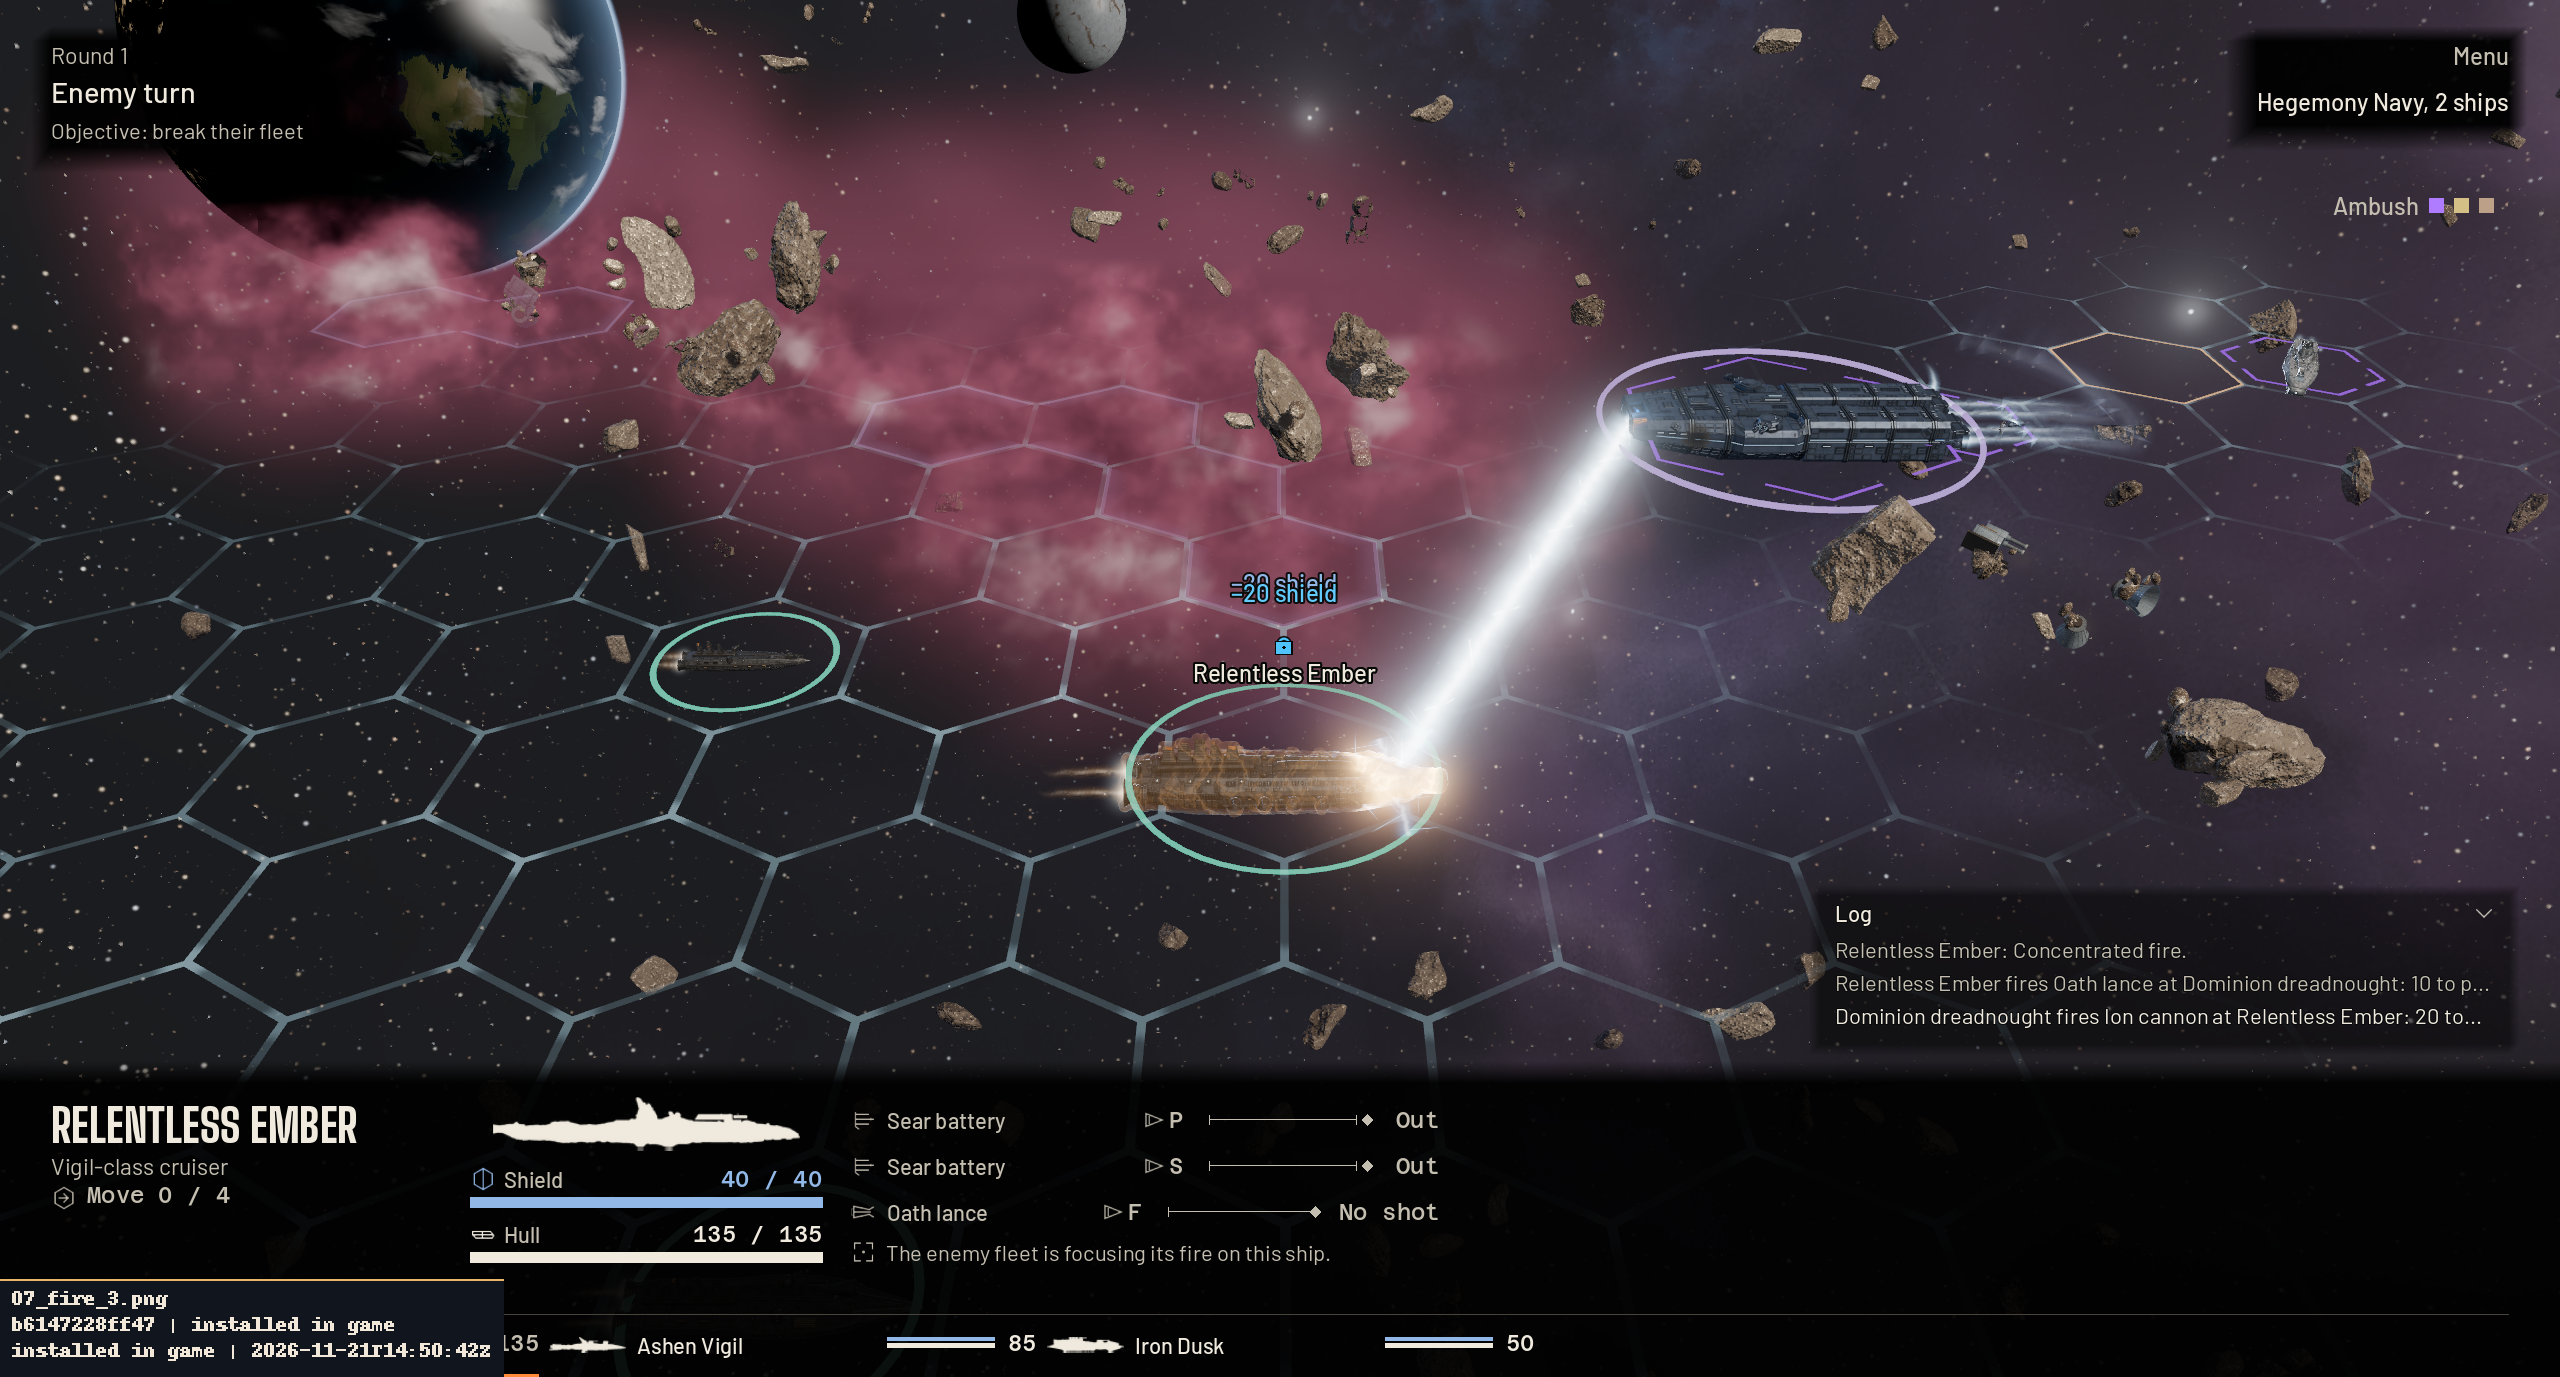 Round 1
Enemy turn
Objective: break their fleet
Menu
Hegemony Navy, 2 ships
Ambush
-20 shield
-20 shield
Relentless Ember
Log
Relentless Ember: Concentrated fire.
Relentless Ember fires Oath lance at Dominion dreadnought: 10 to p...
Dominion dreadnought fires Ion cannon at Relentless Ember: 20 to...
RELENTLESS EMBER
Vigil-class cruiser
Move 0 / 4
Shield 40 / 40
Hull 135 / 135
Sear battery P Out
Sear battery S Out
Oath lance F No shot
The enemy fleet is focusing its fire on this ship.
07_fire_3.png
b6147228ff47 | installed in game
installed in game | 2026-11-21T14:50:42Z
135 Ashen Vigil 85 Iron Dusk 50